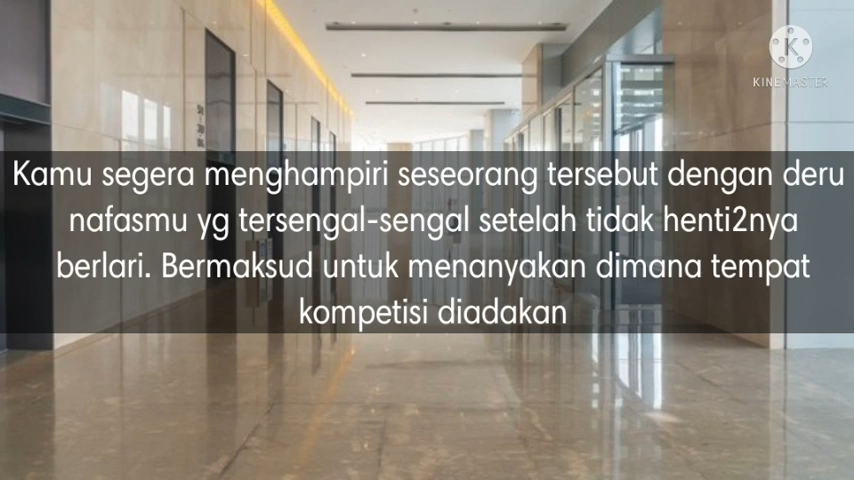 K
KINEMASTER
Kamu segera menghampiri seseorang tersebut dengan deru
nafasmu yg tersengal-sengal setelah tidak henti2nya
berlari. Bermaksud untuk menanyakan dimana tempat
kompetisi diadakan